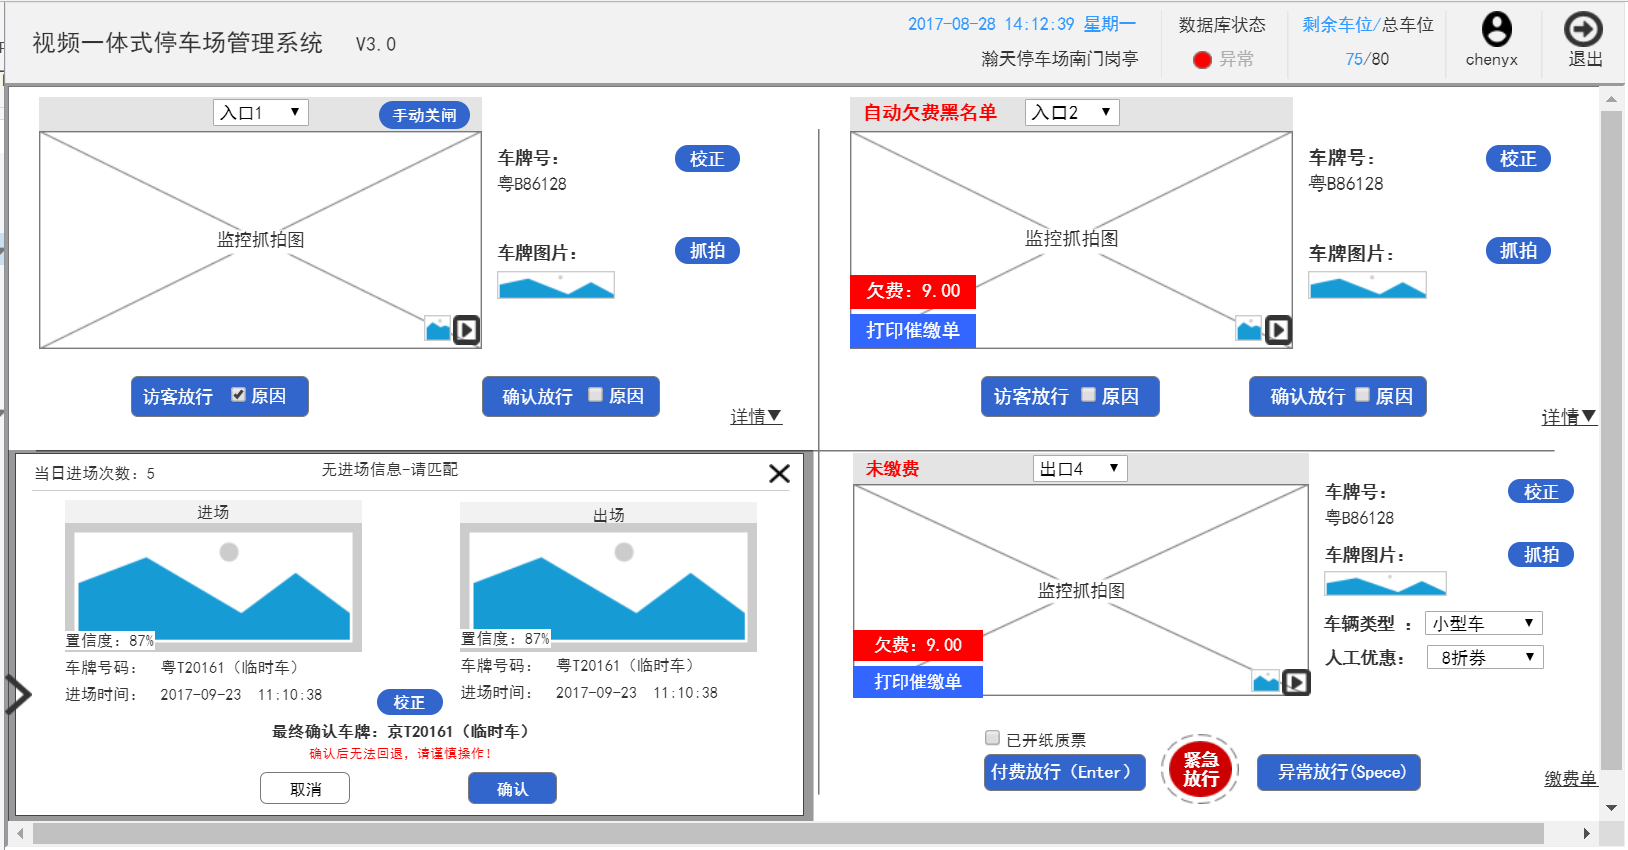 视频一体式停车场管理系统 V3.0
2017-08-28 14:12:39 星期一
瀚天停车场南门岗亭
数据库状态
异常
剩余车位/总车位
75/80
chenyx
退出
入口1
手动关闸
监控抓拍图
车牌号：
粤B86128
校正
车牌图片：
抓拍
访客放行 原因
确认放行 原因
详情▼
自动欠费黑名单
入口2
监控抓拍图
欠费：9.00
打印催缴单
车牌号：
粤B86128
校正
车牌图片：
抓拍
访客放行 原因
确认放行 原因
详情▼
当日进场次数：5
无进场信息-请匹配
进场
置信度：87%
车牌号码： 粤T20161（临时车）
进场时间： 2017-09-23 11:10:38
校正
出场
置信度：87%
车牌号码： 粤T20161（临时车）
进场时间： 2017-09-23 11:10:38
最终确认车牌：京T20161（临时车）
确认后无法回退，请谨慎操作！
取消
确认
未缴费
出口4
监控抓拍图
欠费：9.00
打印催缴单
车牌号：
粤B86128
校正
车牌图片：
抓拍
车辆类型 ： 小型车
人工优惠： 8折券
已开纸质票
付费放行（Enter）
紧急
放行
异常放行(Spece)
缴费单